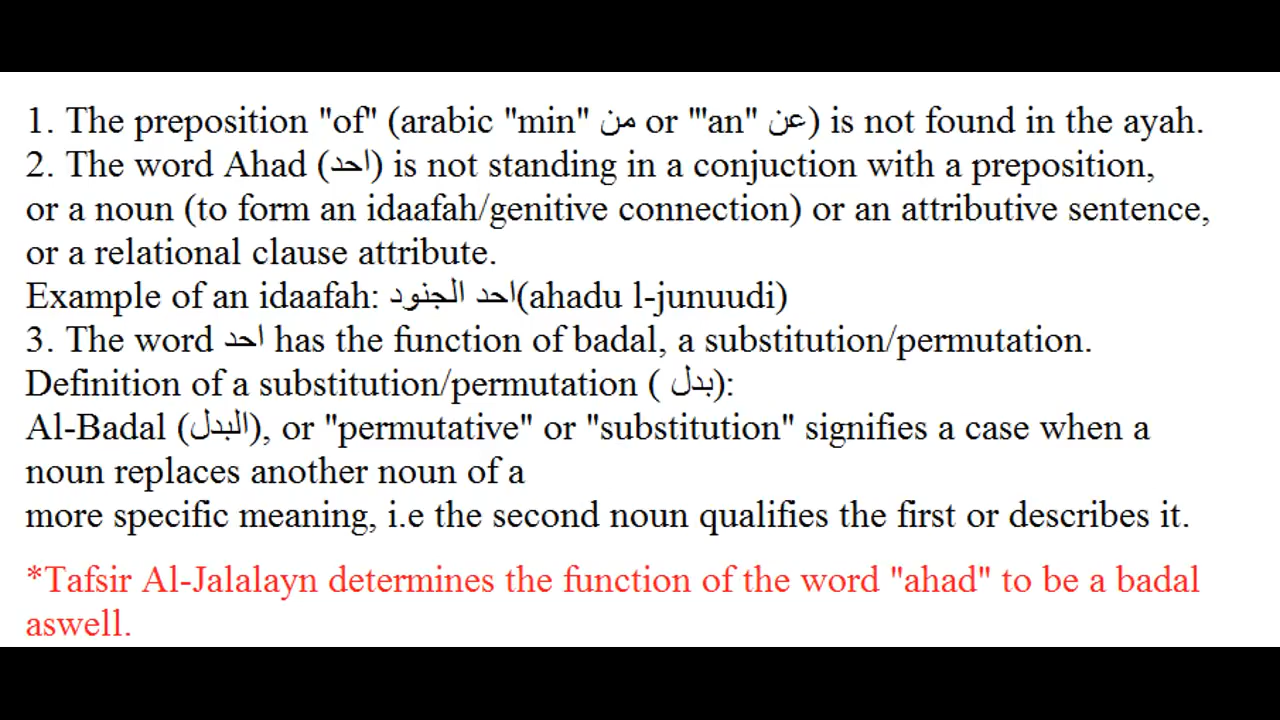 1. The preposition "of" (arabic "min" من or "'an" عن) is not found in the ayah.
2. The word Ahad (احد) is not standing in a conjuction with a preposition,
or a noun (to form an idaafah/genitive connection) or an attributive sentence,
or a relational clause attribute.
Example of an idaafah: احد الجنود(ahadu l-junuudi)
3. The word احد has the function of badal, a substitution/permutation.
Definition of a substitution/permutation ( بدل):
Al-Badal (البدل), or "permutative" or "substitution" signifies a case when a
noun replaces another noun of a
more specific meaning, i.e the second noun qualifies the first or describes it.
*Tafsir Al-Jalalayn determines the function of the word "ahad" to be a badal
aswell.